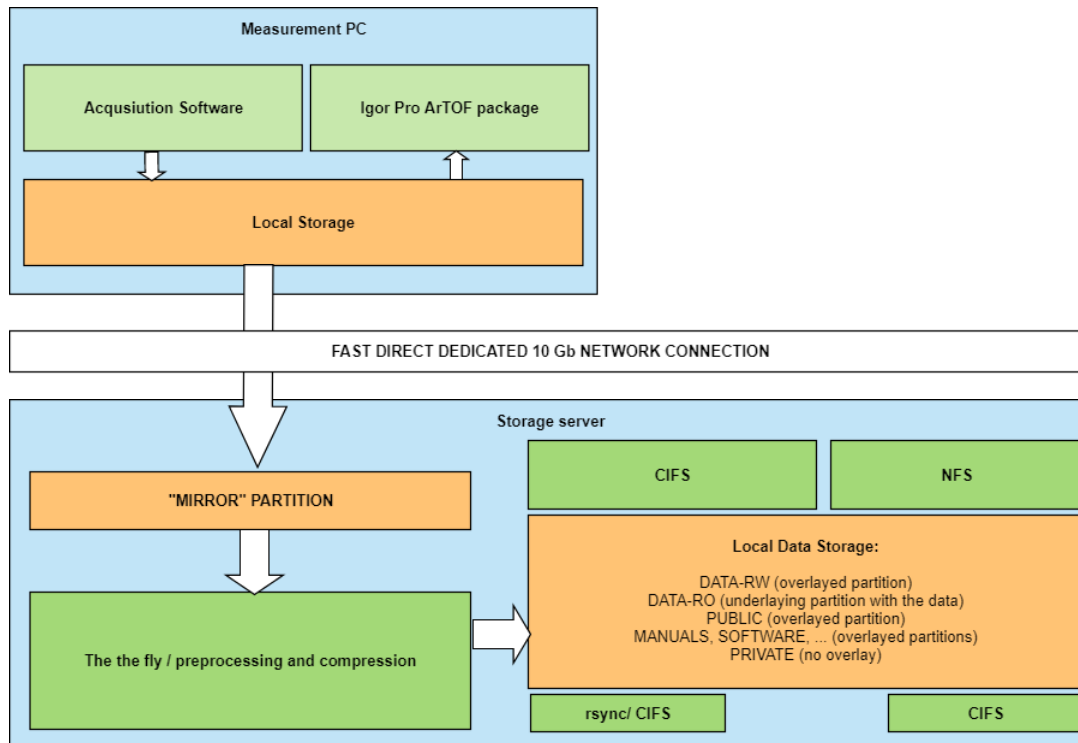 Measurement PC
Acqusiution Software
Igor Pro ArTOF package
Local Storage
FAST DIRECT DEDICATED 10 Gb NETWORK CONNECTION
Storage server
"MIRROR" PARTITION
The the fly / preprocessing and compression
CIFS
NFS
Local Data Storage:
DATA-RW (overlayed partition)
DATA-RO (underlaying partition with the data)
PUBLIC (overlayed partition)
MANUALS, SOFTWARE, ... (overlayed partitions)
PRIVATE (no overlay)
rsync/ CIFS
CIFS